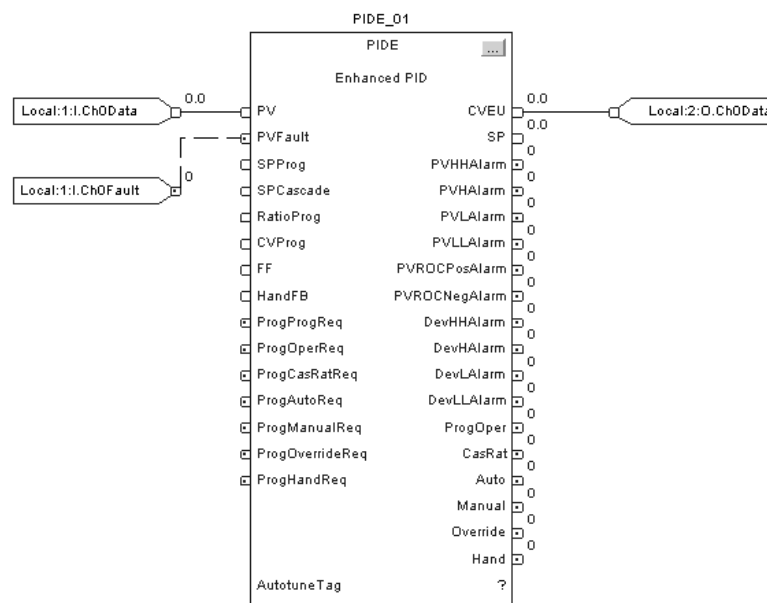 PIDE_01
PIDE
...
Enhanced PID
Local:1:I.Ch0Data 0.0 PV CVEU 0.0 Local:2:O.Ch0Data
PVFault SP 0.0
Local:1:I.Ch0Fault 0 SPProg PVHHAlarm 0
SPCascade PVHAlarm 0
RatioProg PVLAlarm 0
CVProg PVLLAlarm 0
FF PVROCPosAlarm 0
HandFB PVROCNegAlarm 0
ProgProgReq DevHHAlarm 0
ProgOperReq DevHAlarm 0
ProgCasRatReq DevLAlarm 0
ProgAutoReq DevLLAlarm 0
ProgManualReq ProgOper 0
ProgOverrideReq CasRat 0
ProgHandReq Auto 0
Manual 0
Override 0
Hand 0
AutotuneTag ?